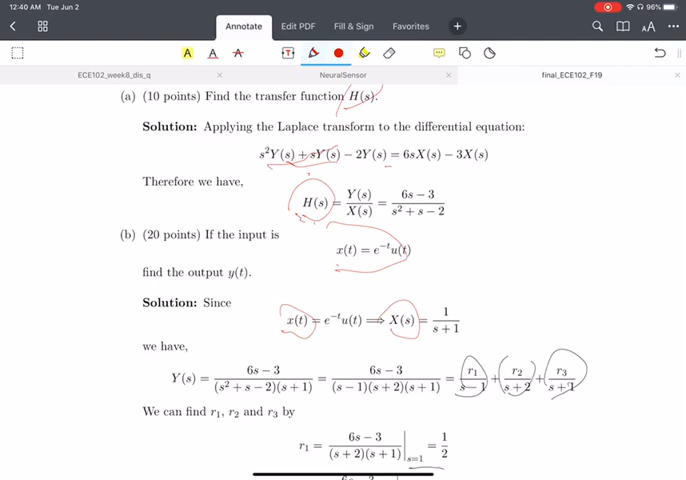 12:40 AM Tue Jun 2 96%
Annotate Edit PDF Fill & Sign Favorites +
A A A T AA
ECE102_week8_dis_q × NeuralSensor × final_ECE102_F19
(a) (10 points) Find the transfer function H(s).
Solution: Applying the Laplace transform to the differential equation:
s²Y(s) + sY(s) − 2Y(s) = 6sX(s) − 3X(s)
Therefore we have,
H(s) = Y(s)/X(s) = (6s − 3)/(s² + s − 2)
(b) (20 points) If the input is
x(t) = e^{−t}u(t)
find the output y(t).
Solution: Since
x(t) = e^{−t}u(t) ⟹ X(s) = 1/(s + 1)
we have,
Y(s) = (6s − 3)/((s² + s − 2)(s + 1)) = (6s − 3)/((s − 1)(s + 2)(s + 1)) = r₁/(s − 1) + r₂/(s + 2) + r₃/(s + 1)
We can find r₁, r₂ and r₃ by
r₁ = (6s − 3)/((s + 2)(s + 1))|_{s=1} = 1/2